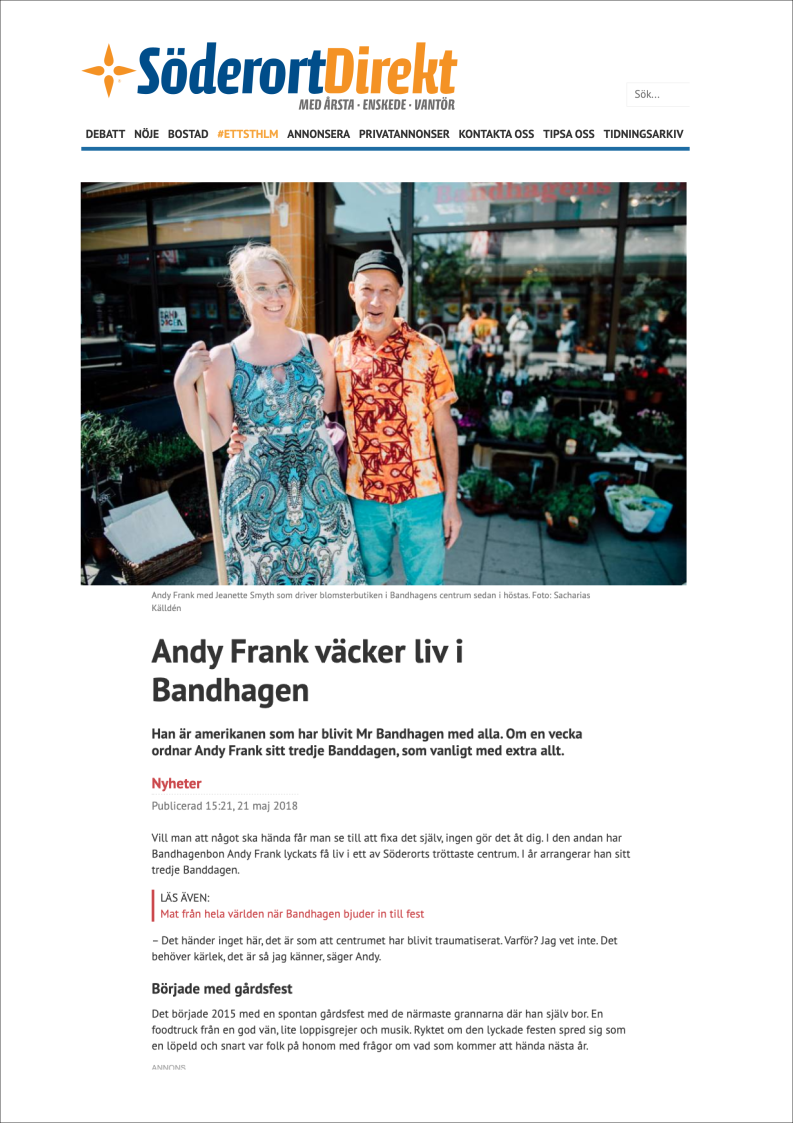 SöderortDirekt
MED ÅRSTA · ENSKEDE · VANTÖR
Sök...
DEBATT NÖJE BOSTAD #ETTSTHLM ANNONSERA PRIVATANNONSER KONTAKTA OSS TIPSA OSS TIDNINGSARKIV
Bandhagens
BAND
DAGEN
Andy Frank med Jeanette Smyth som driver blomsterbutiken i Bandhagens centrum sedan i höstas. Foto: Sacharias
Källdén
Andy Frank väcker liv i
Bandhagen
Han är amerikanen som har blivit Mr Bandhagen med alla. Om en vecka
ordnar Andy Frank sitt tredje Banddagen, som vanligt med extra allt.
Nyheter
Publicerad 15:21, 21 maj 2018
Vill man att något ska hända får man se till att fixa det själv, ingen gör det åt dig. I den andan har
Bandhagenbon Andy Frank lyckats få liv i ett av Söderorts tröttaste centrum. I år arrangerar han sitt
tredje Banddagen.
LÄS ÄVEN:
Mat från hela världen när Bandhagen bjuder in till fest
– Det händer inget här, det är som att centrumet har blivit traumatiserat. Varför? Jag vet inte. Det
behöver kärlek, det är så jag känner, säger Andy.
Började med gårdsfest
Det började 2015 med en spontan gårdsfest med de närmaste grannarna där han själv bor. En
foodtruck från en god vän, lite loppisgrejer och musik. Ryktet om den lyckade festen spred sig som
en löpeld och snart var folk på honom med frågor om vad som kommer att hända nästa år.
ANNONS